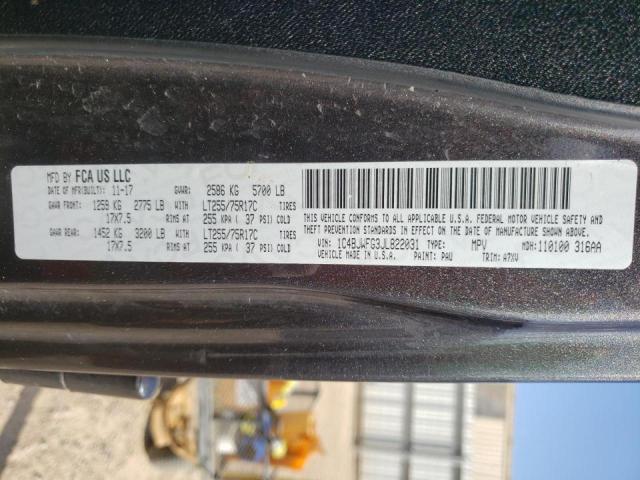 MFD BY FCA US LLC
DATE OF MFR(BUILT): 11-17 GVWR: 2586 KG 5700 LB
GAWR FRONT: 1259 KG 2775 LB WITH LT255/75R17C TIRES
17X7.5 RIMS AT 255 KPA ( 37 PSI) COLD
GAWR REAR: 1452 KG 3200 LB WITH LT255/75R17C TIRES
17X7.5 RIMS AT 255 KPA ( 37 PSI) COLD
THIS VEHICLE CONFORMS TO ALL APPLICABLE U.S.A. FEDERAL MOTOR VEHICLE SAFETY AND
THEFT PREVENTION STANDARDS IN EFFECT ON THE DATE OF MANUFACTURE SHOWN ABOVE.
VIN: 1C4BJWFG3JL822031 TYPE: MPV MDH: 110100 316AA
VEHICLE MADE IN U.S.A. PAINT: PAU TRIM: A7XV